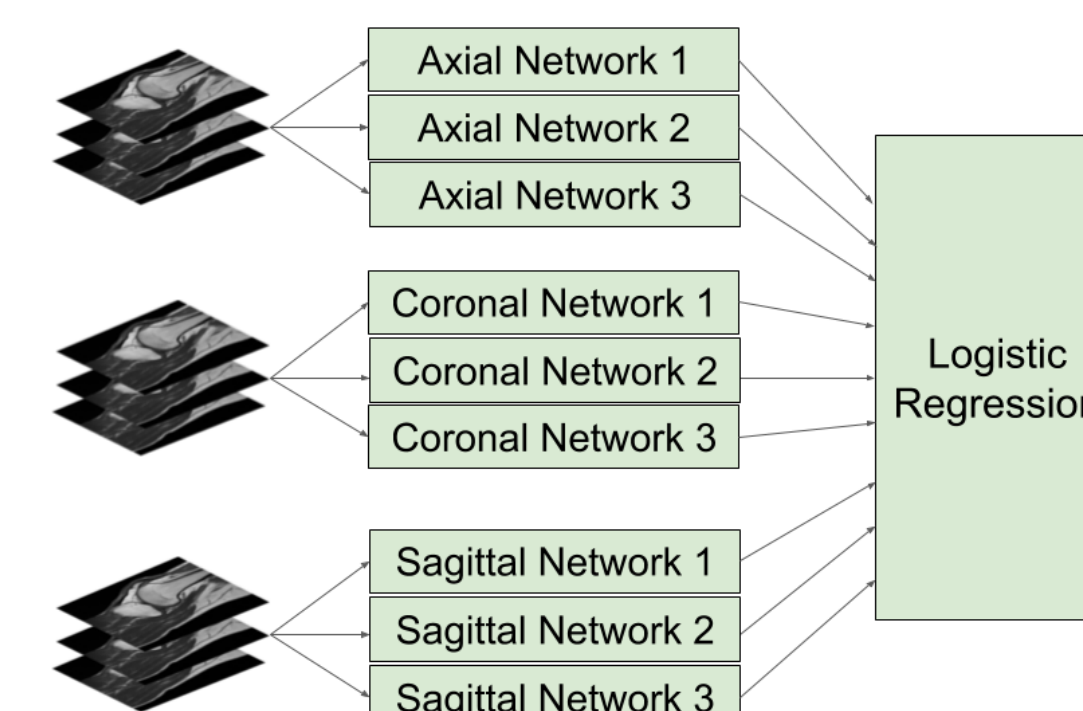 Axial Network 1
Axial Network 2
Axial Network 3
Coronal Network 1
Coronal Network 2
Coronal Network 3
Logistic
Regression
Sagittal Network 1
Sagittal Network 2
Sagittal Network 3